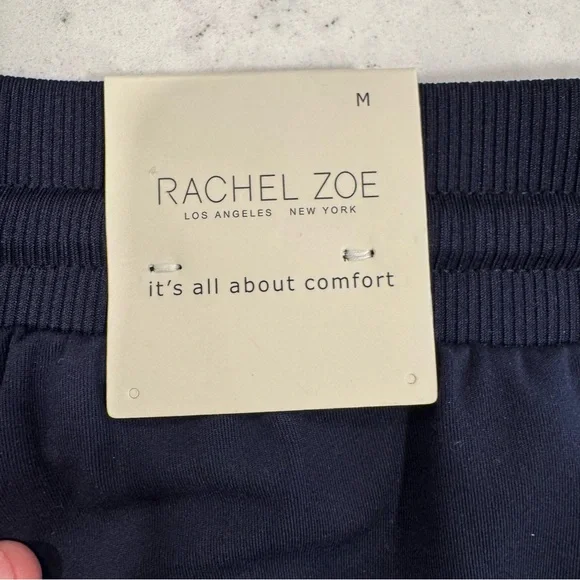 M
RACHEL ZOE
LOS ANGELES NEW YORK
it's all about comfort